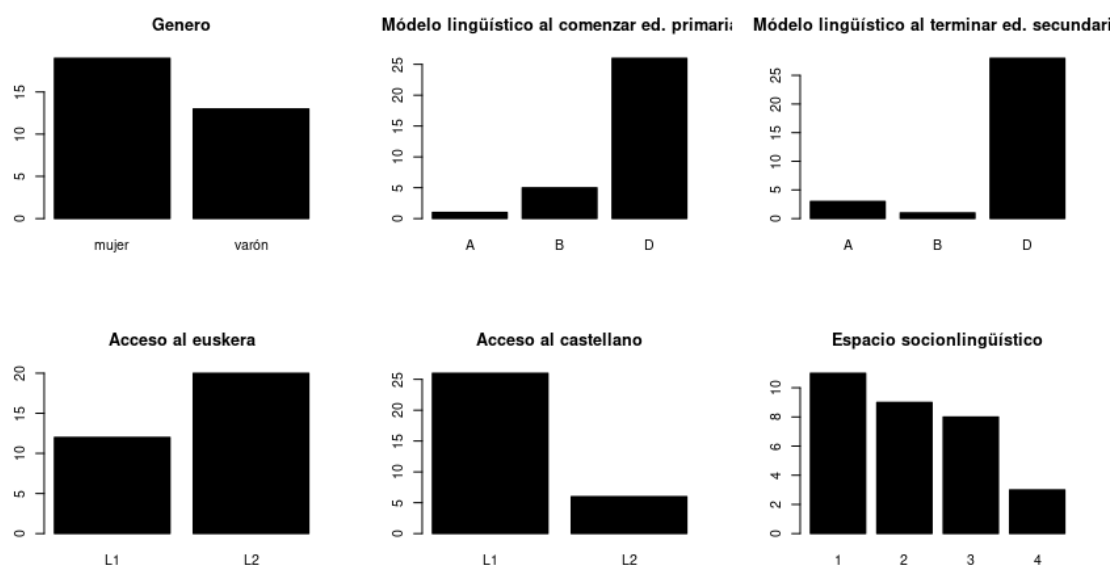 Genero
0 5 10 15
mujer varón
Módelo lingüístico al comenzar ed. primaria
0 5 10 15 20 25
A B D
Módelo lingüístico al terminar ed. secundari
0 5 10 15 20 25
A B D
Acceso al euskera
0 5 10 15 20
L1 L2
Acceso al castellano
0 5 10 15 20 25
L1 L2
Espacio socionlingüístico
0 2 4 6 8 10
1 2 3 4